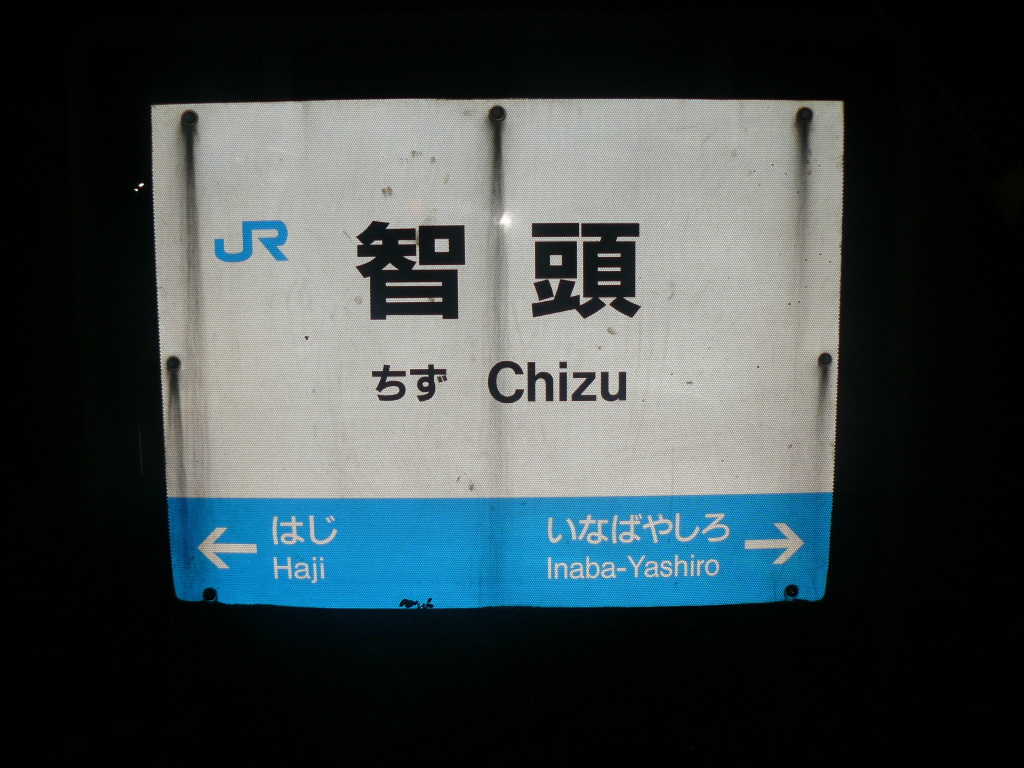 JR
智頭
ちず Chizu
← はじ
Haji
いなばやしろ →
Inaba-Yashiro